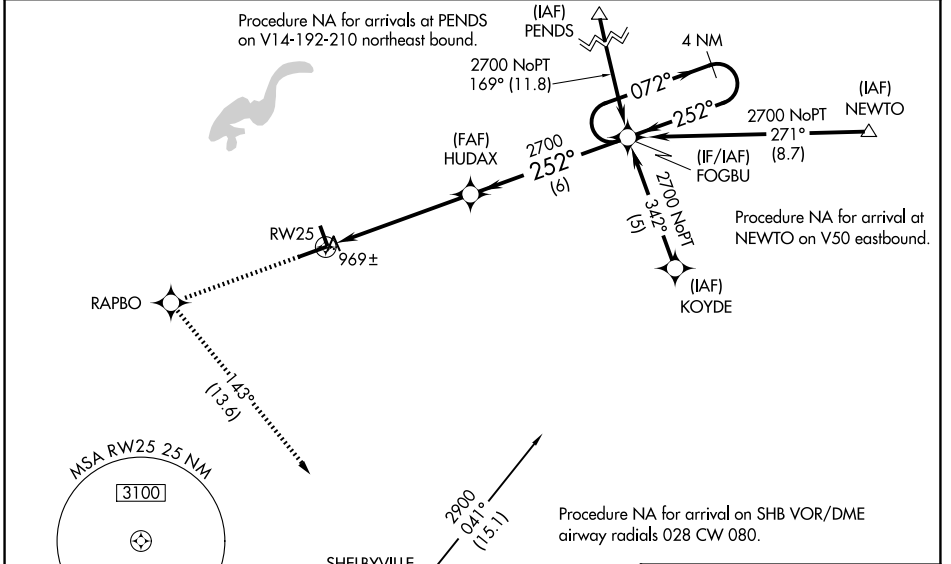 Procedure NA for arrivals at PENDS
on V14-192-210 northeast bound.
(IAF)
PENDS
2700 NoPT
169° (11.8)
4 NM
072°
252°
(IAF)
NEWTO
2700 NoPT
271°
(8.7)
(FAF)
HUDAX
2700
252°
(6)
(IF/IAF)
FOGBU
2700 NoPT
342°
(5)
Procedure NA for arrival at
NEWTO on V50 eastbound.
RW25
969±
(IAF)
KOYDE
RAPBO
143°
(13.6)
MSA RW25 25 NM
3100
2900
041°
(15.1)
Procedure NA for arrival on SHB VOR/DME
airway radials 028 CW 080.
SHELBYVILLE